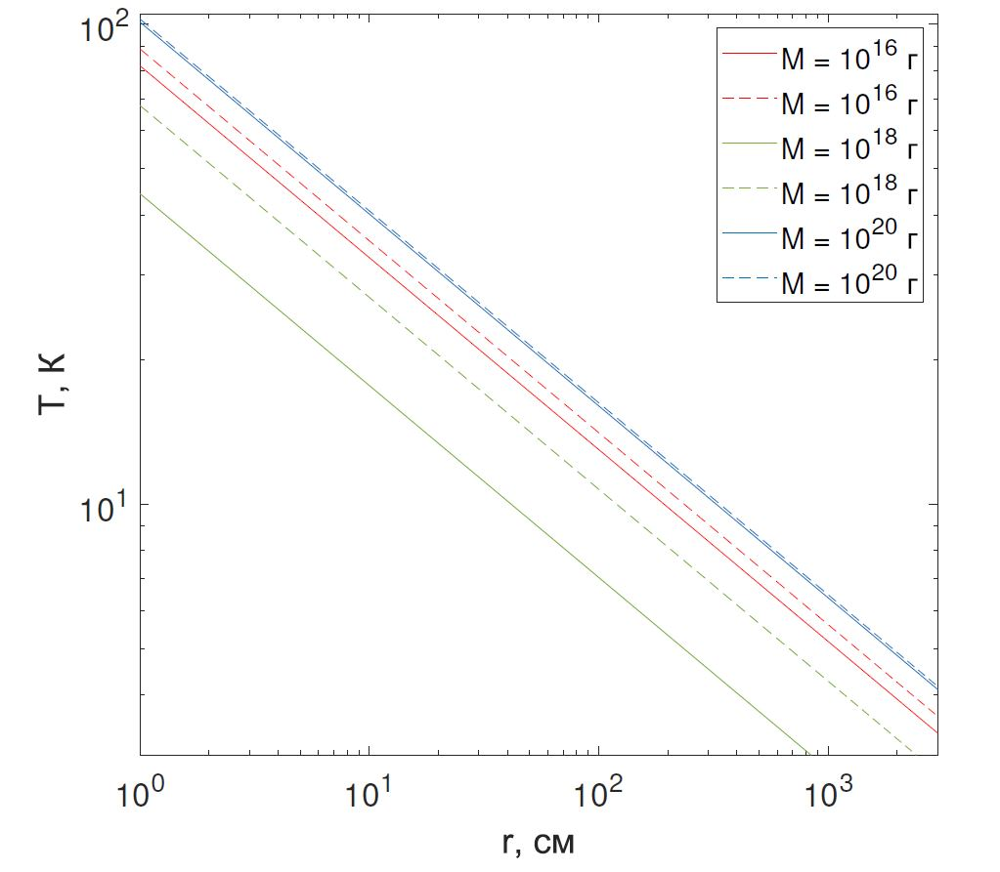 10²
10¹
T, К
10⁰
10¹
10²
10³
r, см
M = 10¹⁶ г
M = 10¹⁶ г
M = 10¹⁸ г
M = 10¹⁸ г
M = 10²⁰ г
M = 10²⁰ г